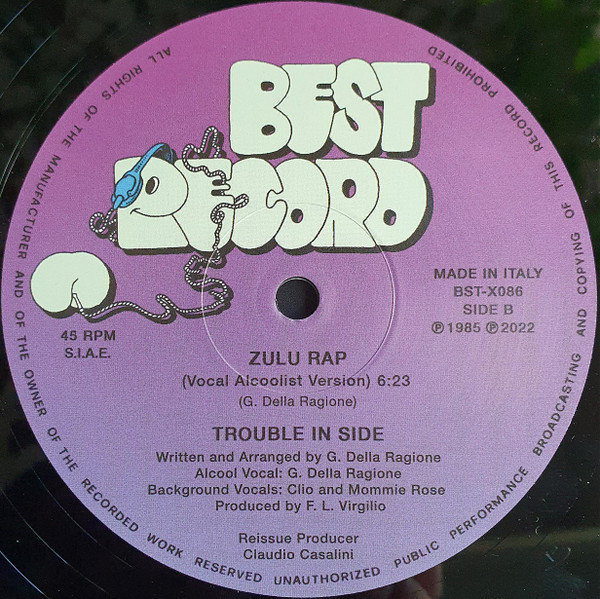 BEST
RECORD
MADE IN ITALY
BST-X086
SIDE B
℗ 1985 ℗ 2022
45 RPM
S.I.A.E.
ZULU RAP
(Vocal Alcoolist Version) 6:23
(G. Della Ragione)
TROUBLE IN SIDE
Written and Arranged by G. Della Ragione
Alcool Vocal: G. Della Ragione
Background Vocals: Clio and Mommie Rose
Produced by F. L. Virgilio
Reissue Producer
Claudio Casalini
ALL RIGHTS OF THE MANUFACTURER AND OF THE OWNER OF THE RECORDED WORK RESERVED UNAUTHORIZED PUBLIC PERFORMANCE BROADCASTING AND COPYING OF THIS RECORD PROHIBITED